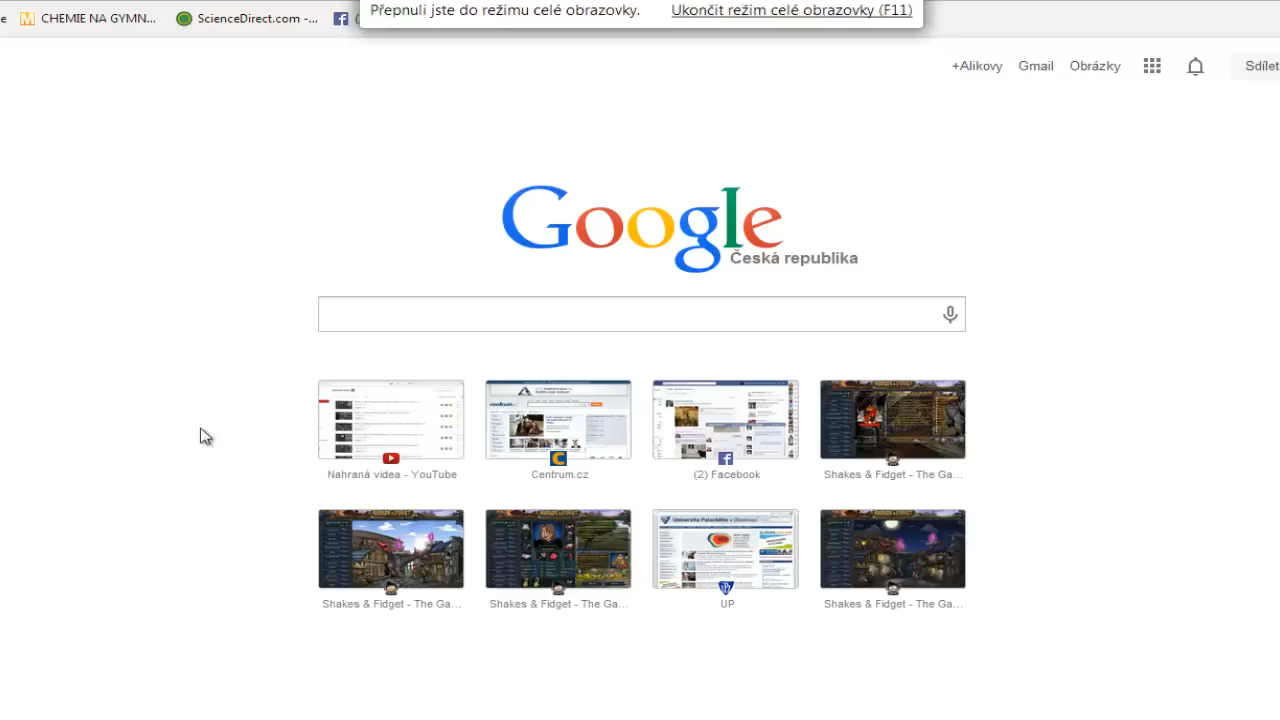 Přepnuli jste do režimu celé obrazovky. Ukončit režim celé obrazovky (F11)
e CHEMIE NA GYMN... ScienceDirect.com -...
+Alikovy Gmail Obrázky Sdílet
Google
Česká republika
Nahraná videa - YouTube Centrum.cz (2) Facebook Shakes & Fidget - The Ga...
Shakes & Fidget - The Ga... Shakes & Fidget - The Ga... UP Shakes & Fidget - The Ga...